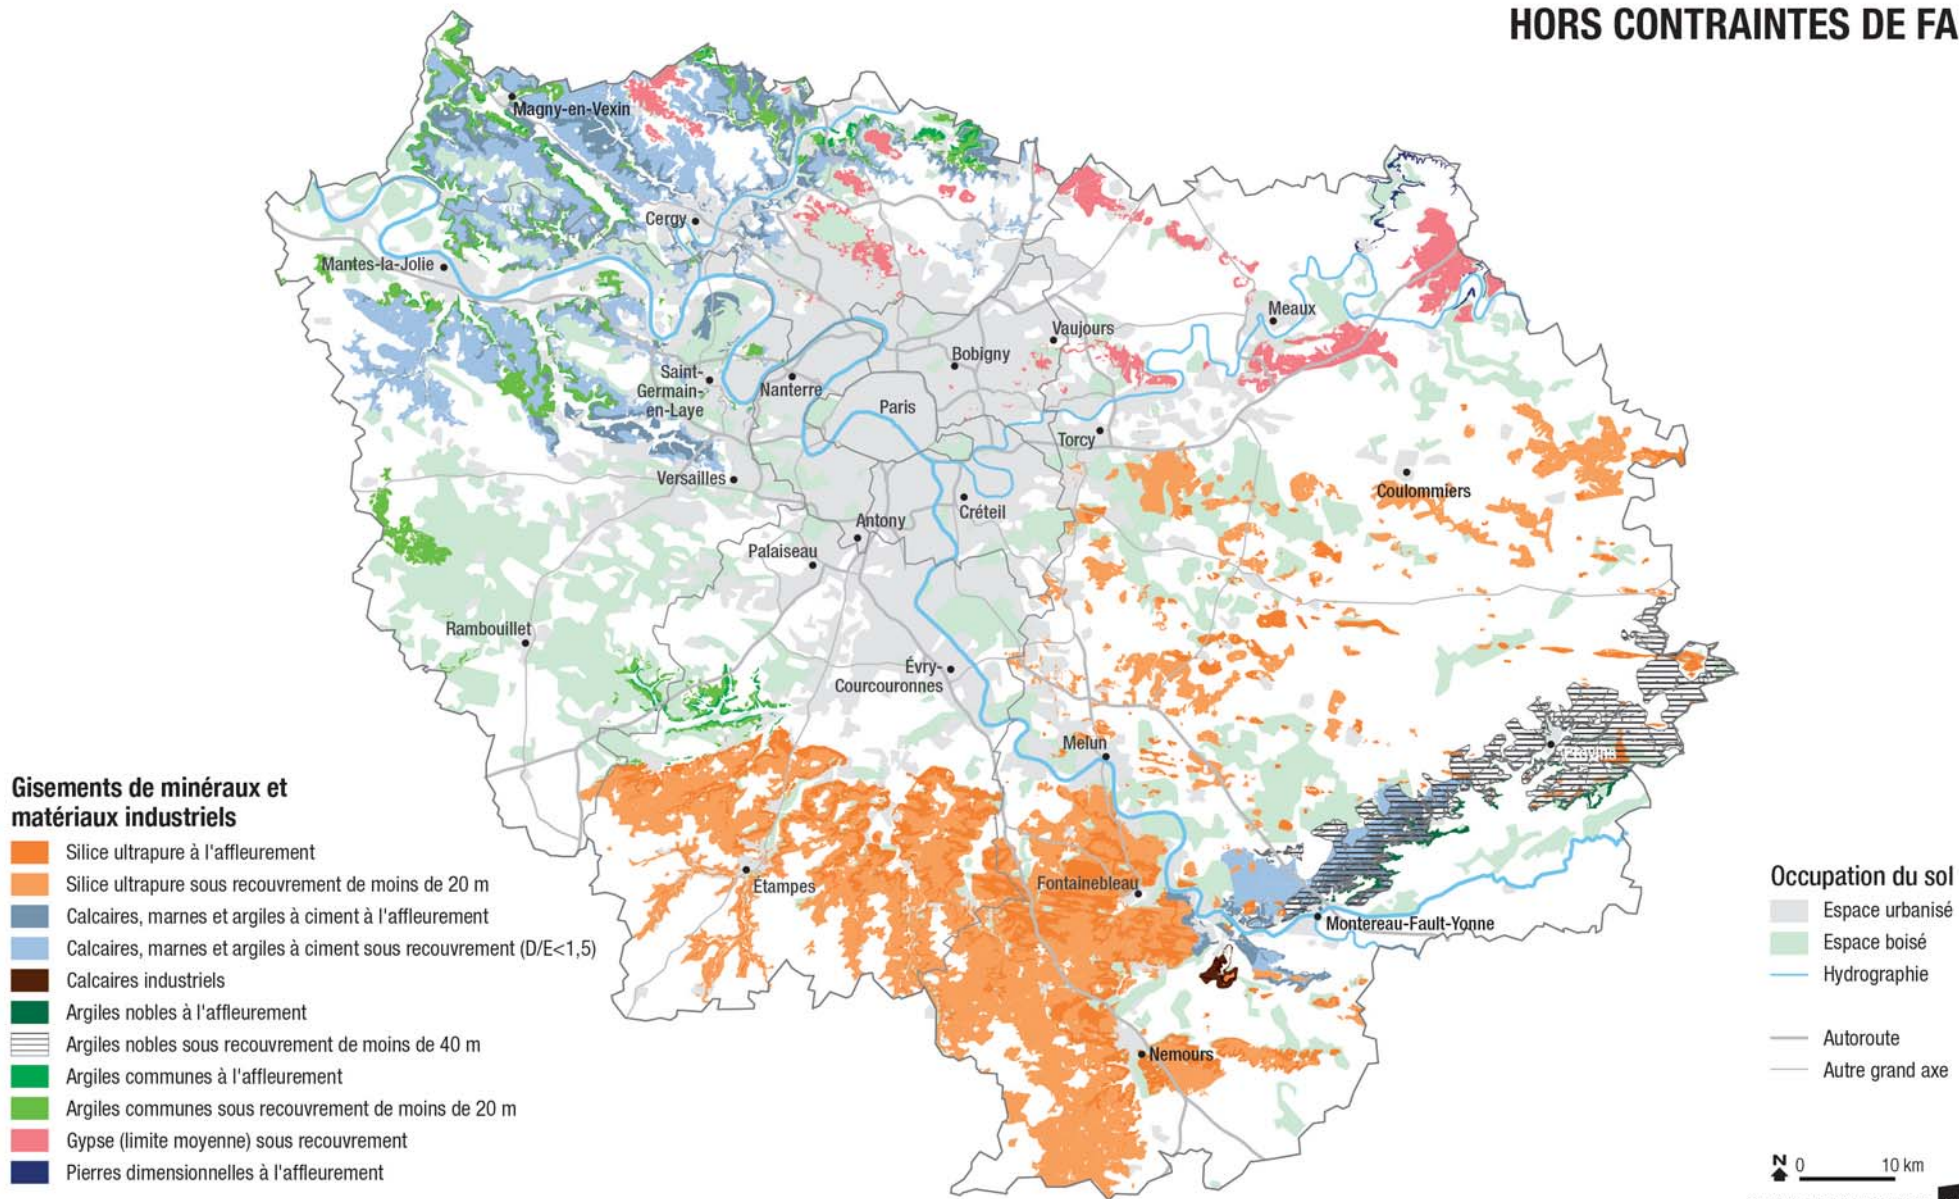 HORS CONTRAINTES DE FA
Magny-en-Vexin
Cergy
Mantes-la-Jolie
Meaux
Vaujours
Bobigny
Saint-
Germain-
en-Laye
Nanterre
Paris
Torcy
Versailles
Coulommiers
Créteil
Antony
Palaiseau
Rambouillet
Évry-
Courcouronnes
Melun
Étampes
Fontainebleau
Montereau-Fault-Yonne
Nemours
Gisements de minéraux et
matériaux industriels
Silice ultrapure à l'affleurement
Silice ultrapure sous recouvrement de moins de 20 m
Calcaires, marnes et argiles à ciment à l'affleurement
Calcaires, marnes et argiles à ciment sous recouvrement (D/E<1,5)
Calcaires industriels
Argiles nobles à l'affleurement
Argiles nobles sous recouvrement de moins de 40 m
Argiles communes à l'affleurement
Argiles communes sous recouvrement de moins de 20 m
Gypse (limite moyenne) sous recouvrement
Pierres dimensionnelles à l'affleurement
Occupation du sol
Espace urbanisé
Espace boisé
Hydrographie
Autoroute
Autre grand axe
N 0 10 km